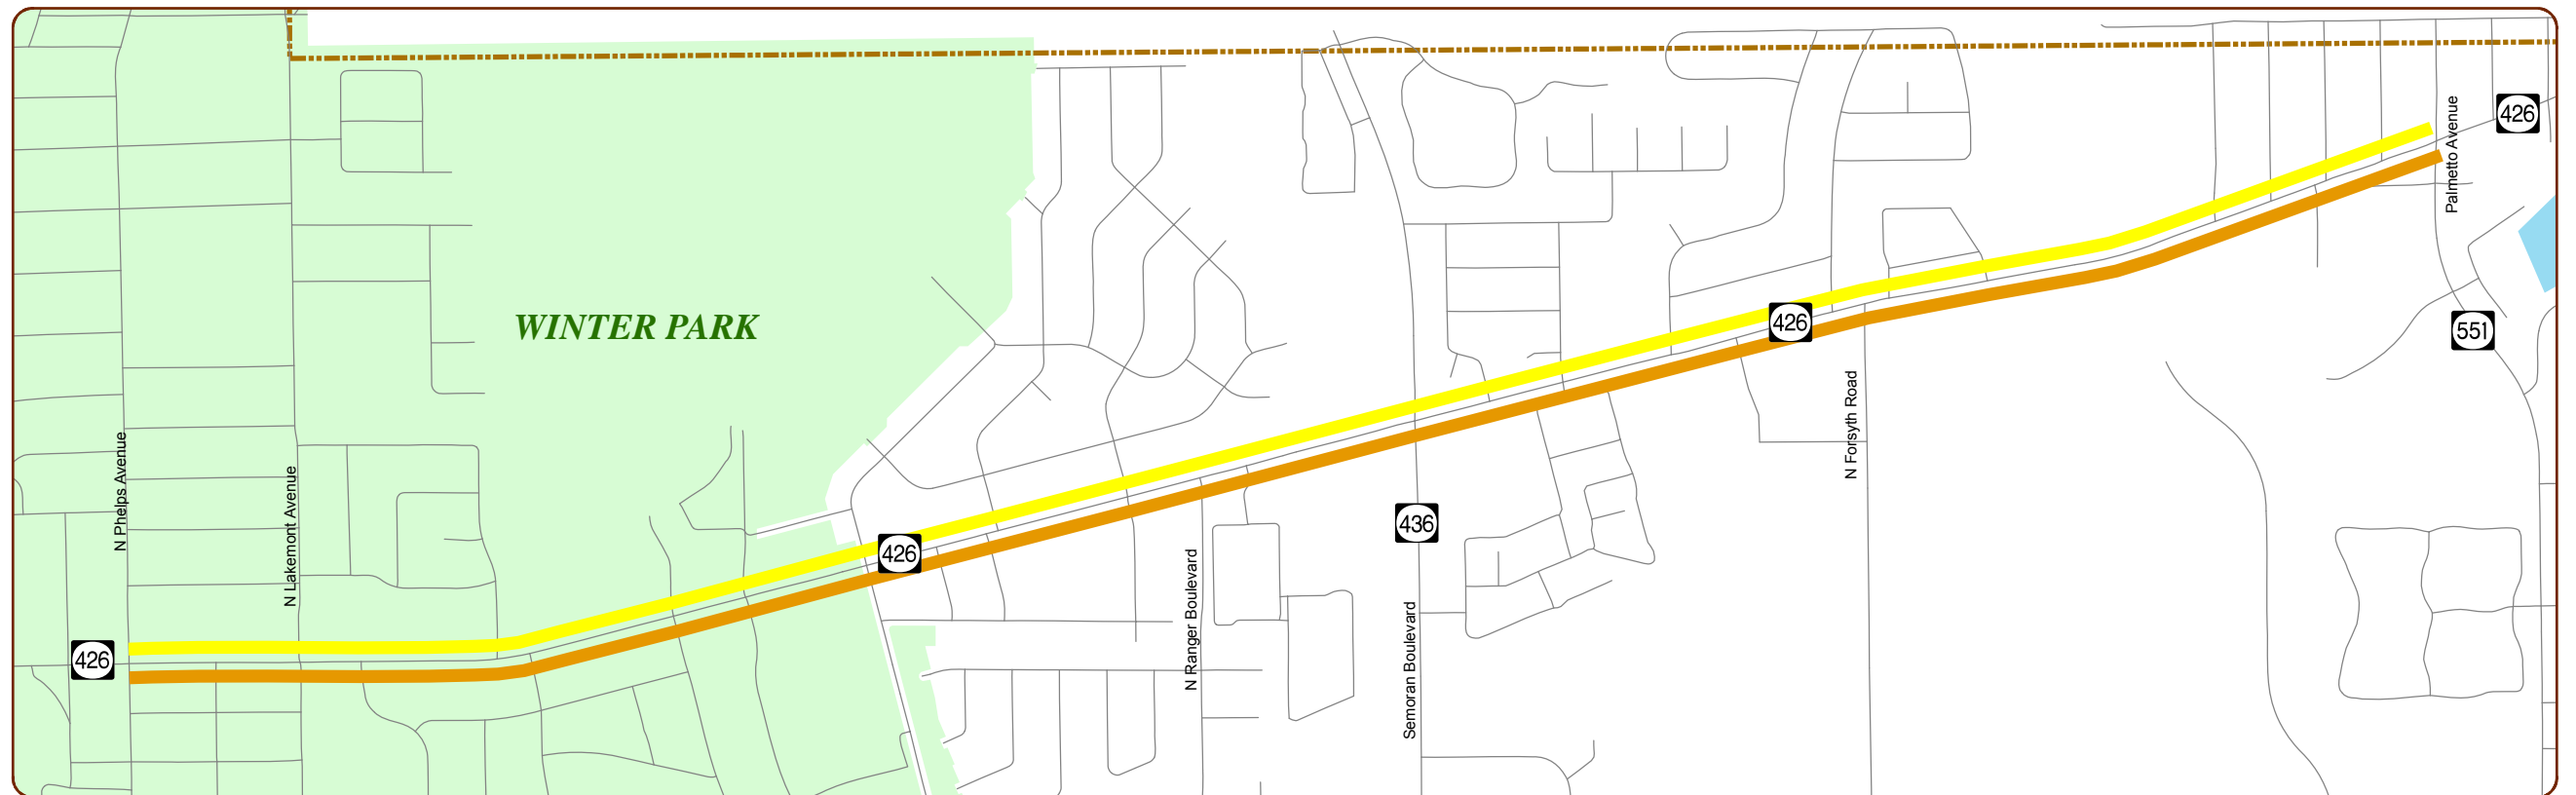 426
Palmetto Avenue
WINTER PARK
426
551
N Phelps Avenue
N Lakemont Avenue
N Forsyth Road
436
426
N Ranger Boulevard
Semoran Boulevard
426